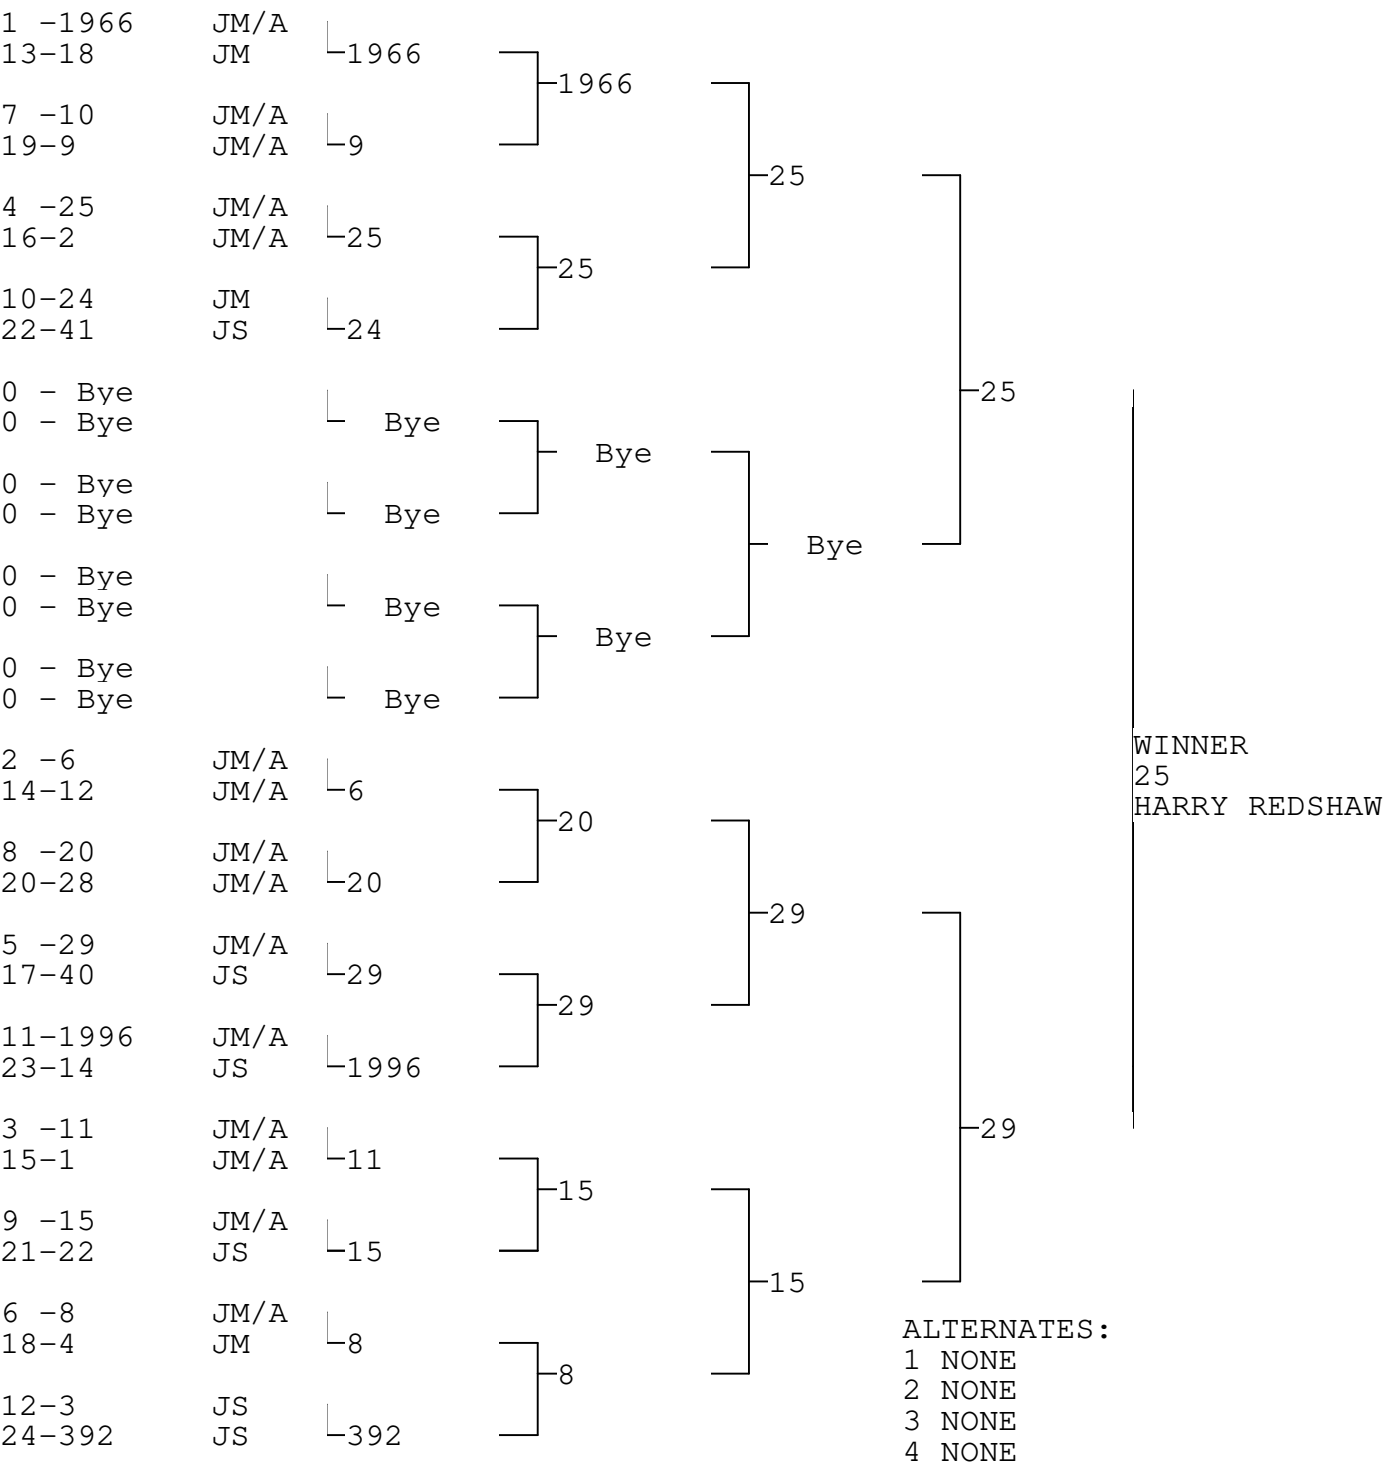 1 -1966 JM/A
13-18 JM 1966
1966
7 -10 JM/A
19-9 JM/A 9
25
4 -25 JM/A
16-2 JM/A 25
25
10-24 JM
22-41 JS 24
0 - Bye 25
0 - Bye Bye
Bye
0 - Bye
0 - Bye Bye
Bye
0 - Bye
0 - Bye Bye
Bye
0 - Bye
0 - Bye Bye
2 -6 JM/A WINNER
25
14-12 JM/A 6
HARRY REDSHAW
20
8 -20 JM/A
20-28 JM/A 20
29
5 -29 JM/A
17-40 JS 29
29
11-1996 JM/A
23-14 JS 1996
3 -11 JM/A 29
15-1 JM/A 11
15
9 -15 JM/A
21-22 JS 15
15
6 -8 JM/A
ALTERNATES:
18-4 JM 8
1 NONE
8
2 NONE
12-3 JS
3 NONE
24-392 JS 392
4 NONE